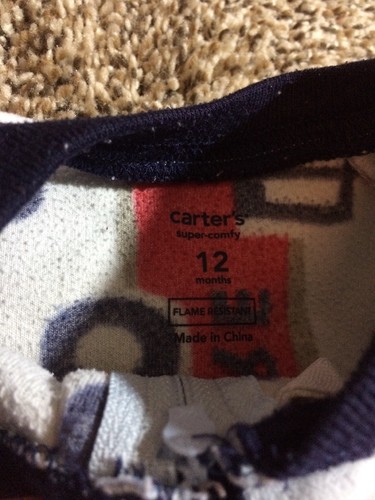 carter's
super-comfy
12
months
FLAME RESISTANT
Made in China